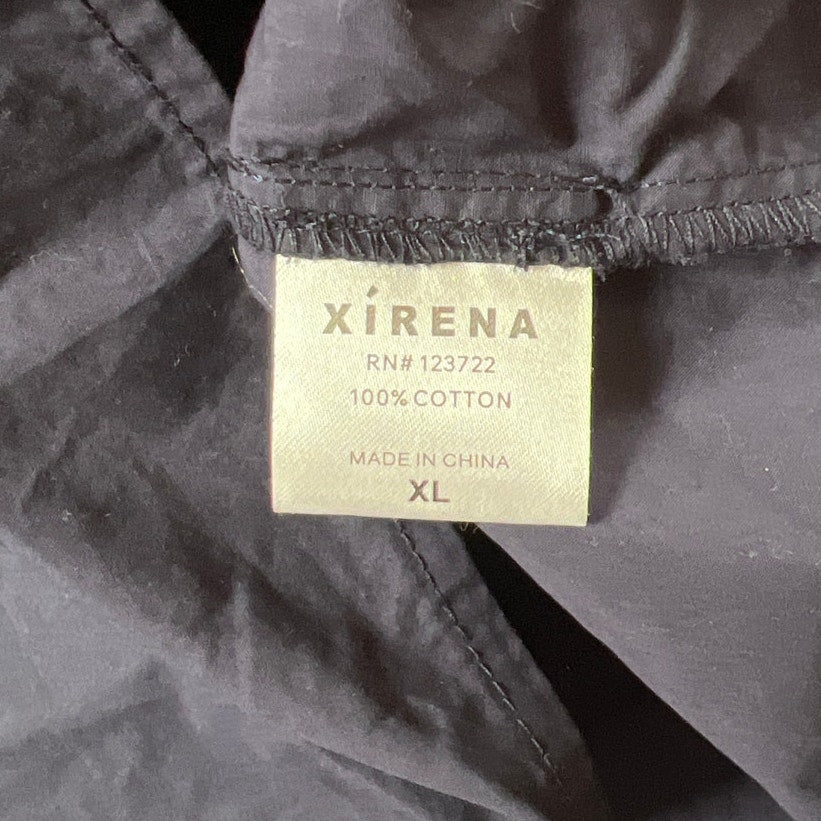 XÍRENA
RN# 123722
100% COTTON
MADE IN CHINA
XL